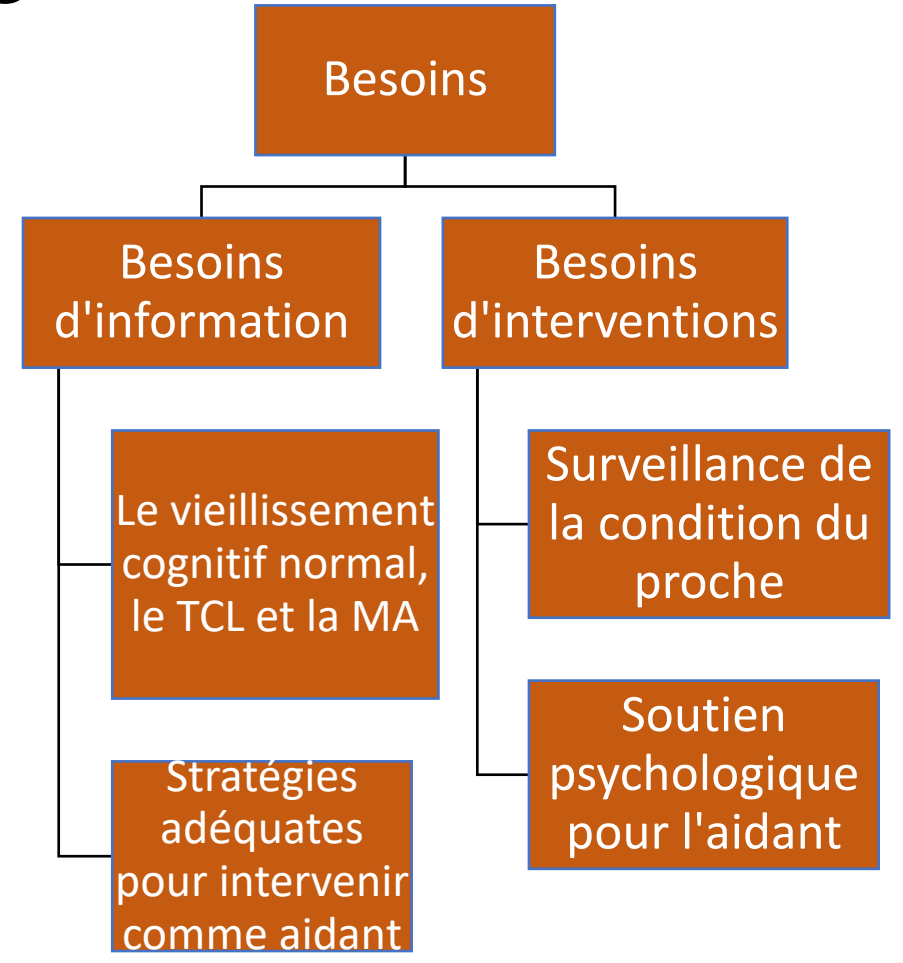 Besoins
Besoins
d'information
Besoins
d'interventions
Le vieillissement
cognitif normal,
le TCL et la MA
Stratégies
adéquates
pour intervenir
comme aidant
Surveillance de
la condition du
proche
Soutien
psychologique
pour l'aidant